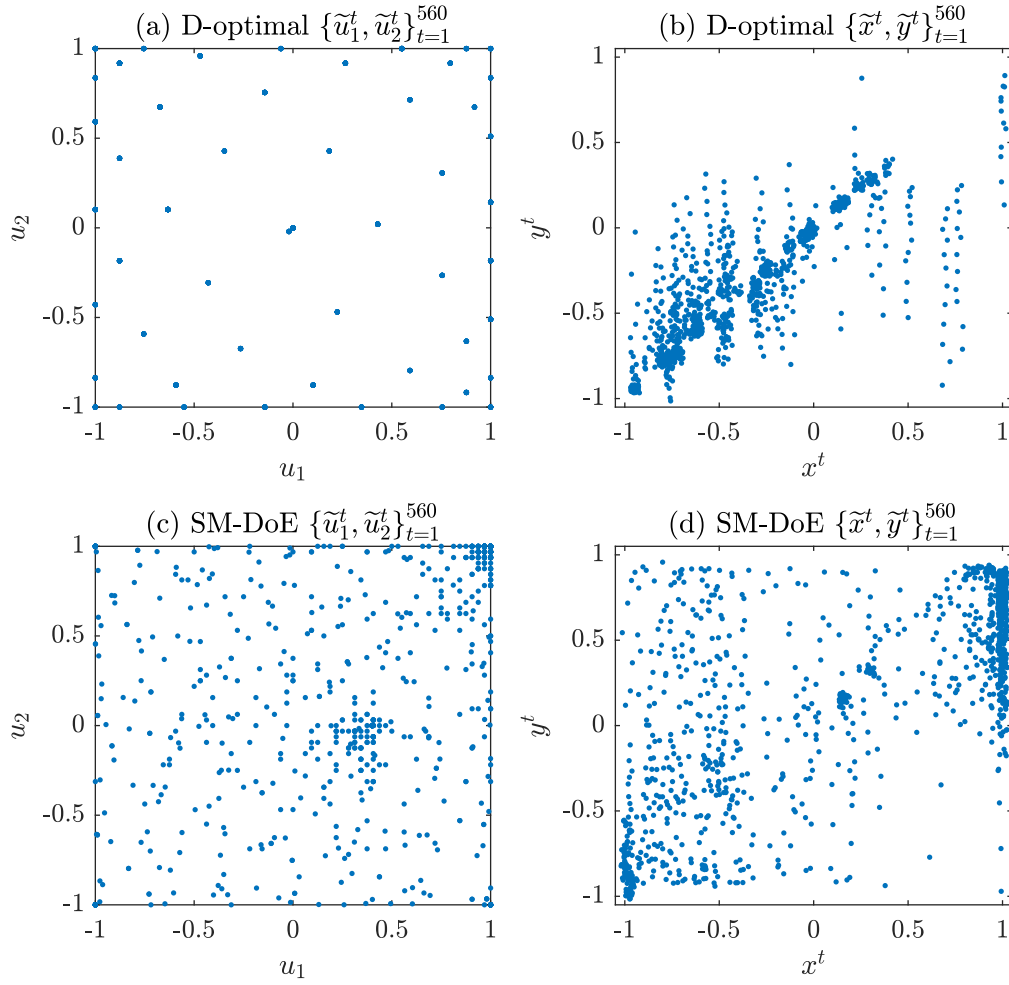 (a) D-optimal {ũ₁ᵗ, ũ₂ᵗ}⁵⁶⁰ₜ₌₁
1
0.5
0
-0.5
-1
u₂
-1 -0.5 0 0.5 1
u₁
(b) D-optimal {x̃ᵗ, ỹᵗ}⁵⁶⁰ₜ₌₁
1
0.5
0
-0.5
-1
yᵗ
-1 -0.5 0 0.5 1
xᵗ
(c) SM-DoE {ũ₁ᵗ, ũ₂ᵗ}⁵⁶⁰ₜ₌₁
1
0.5
0
-0.5
-1
u₂
-1 -0.5 0 0.5 1
u₁
(d) SM-DoE {x̃ᵗ, ỹᵗ}⁵⁶⁰ₜ₌₁
1
0.5
0
-0.5
-1
yᵗ
-1 -0.5 0 0.5 1
xᵗ